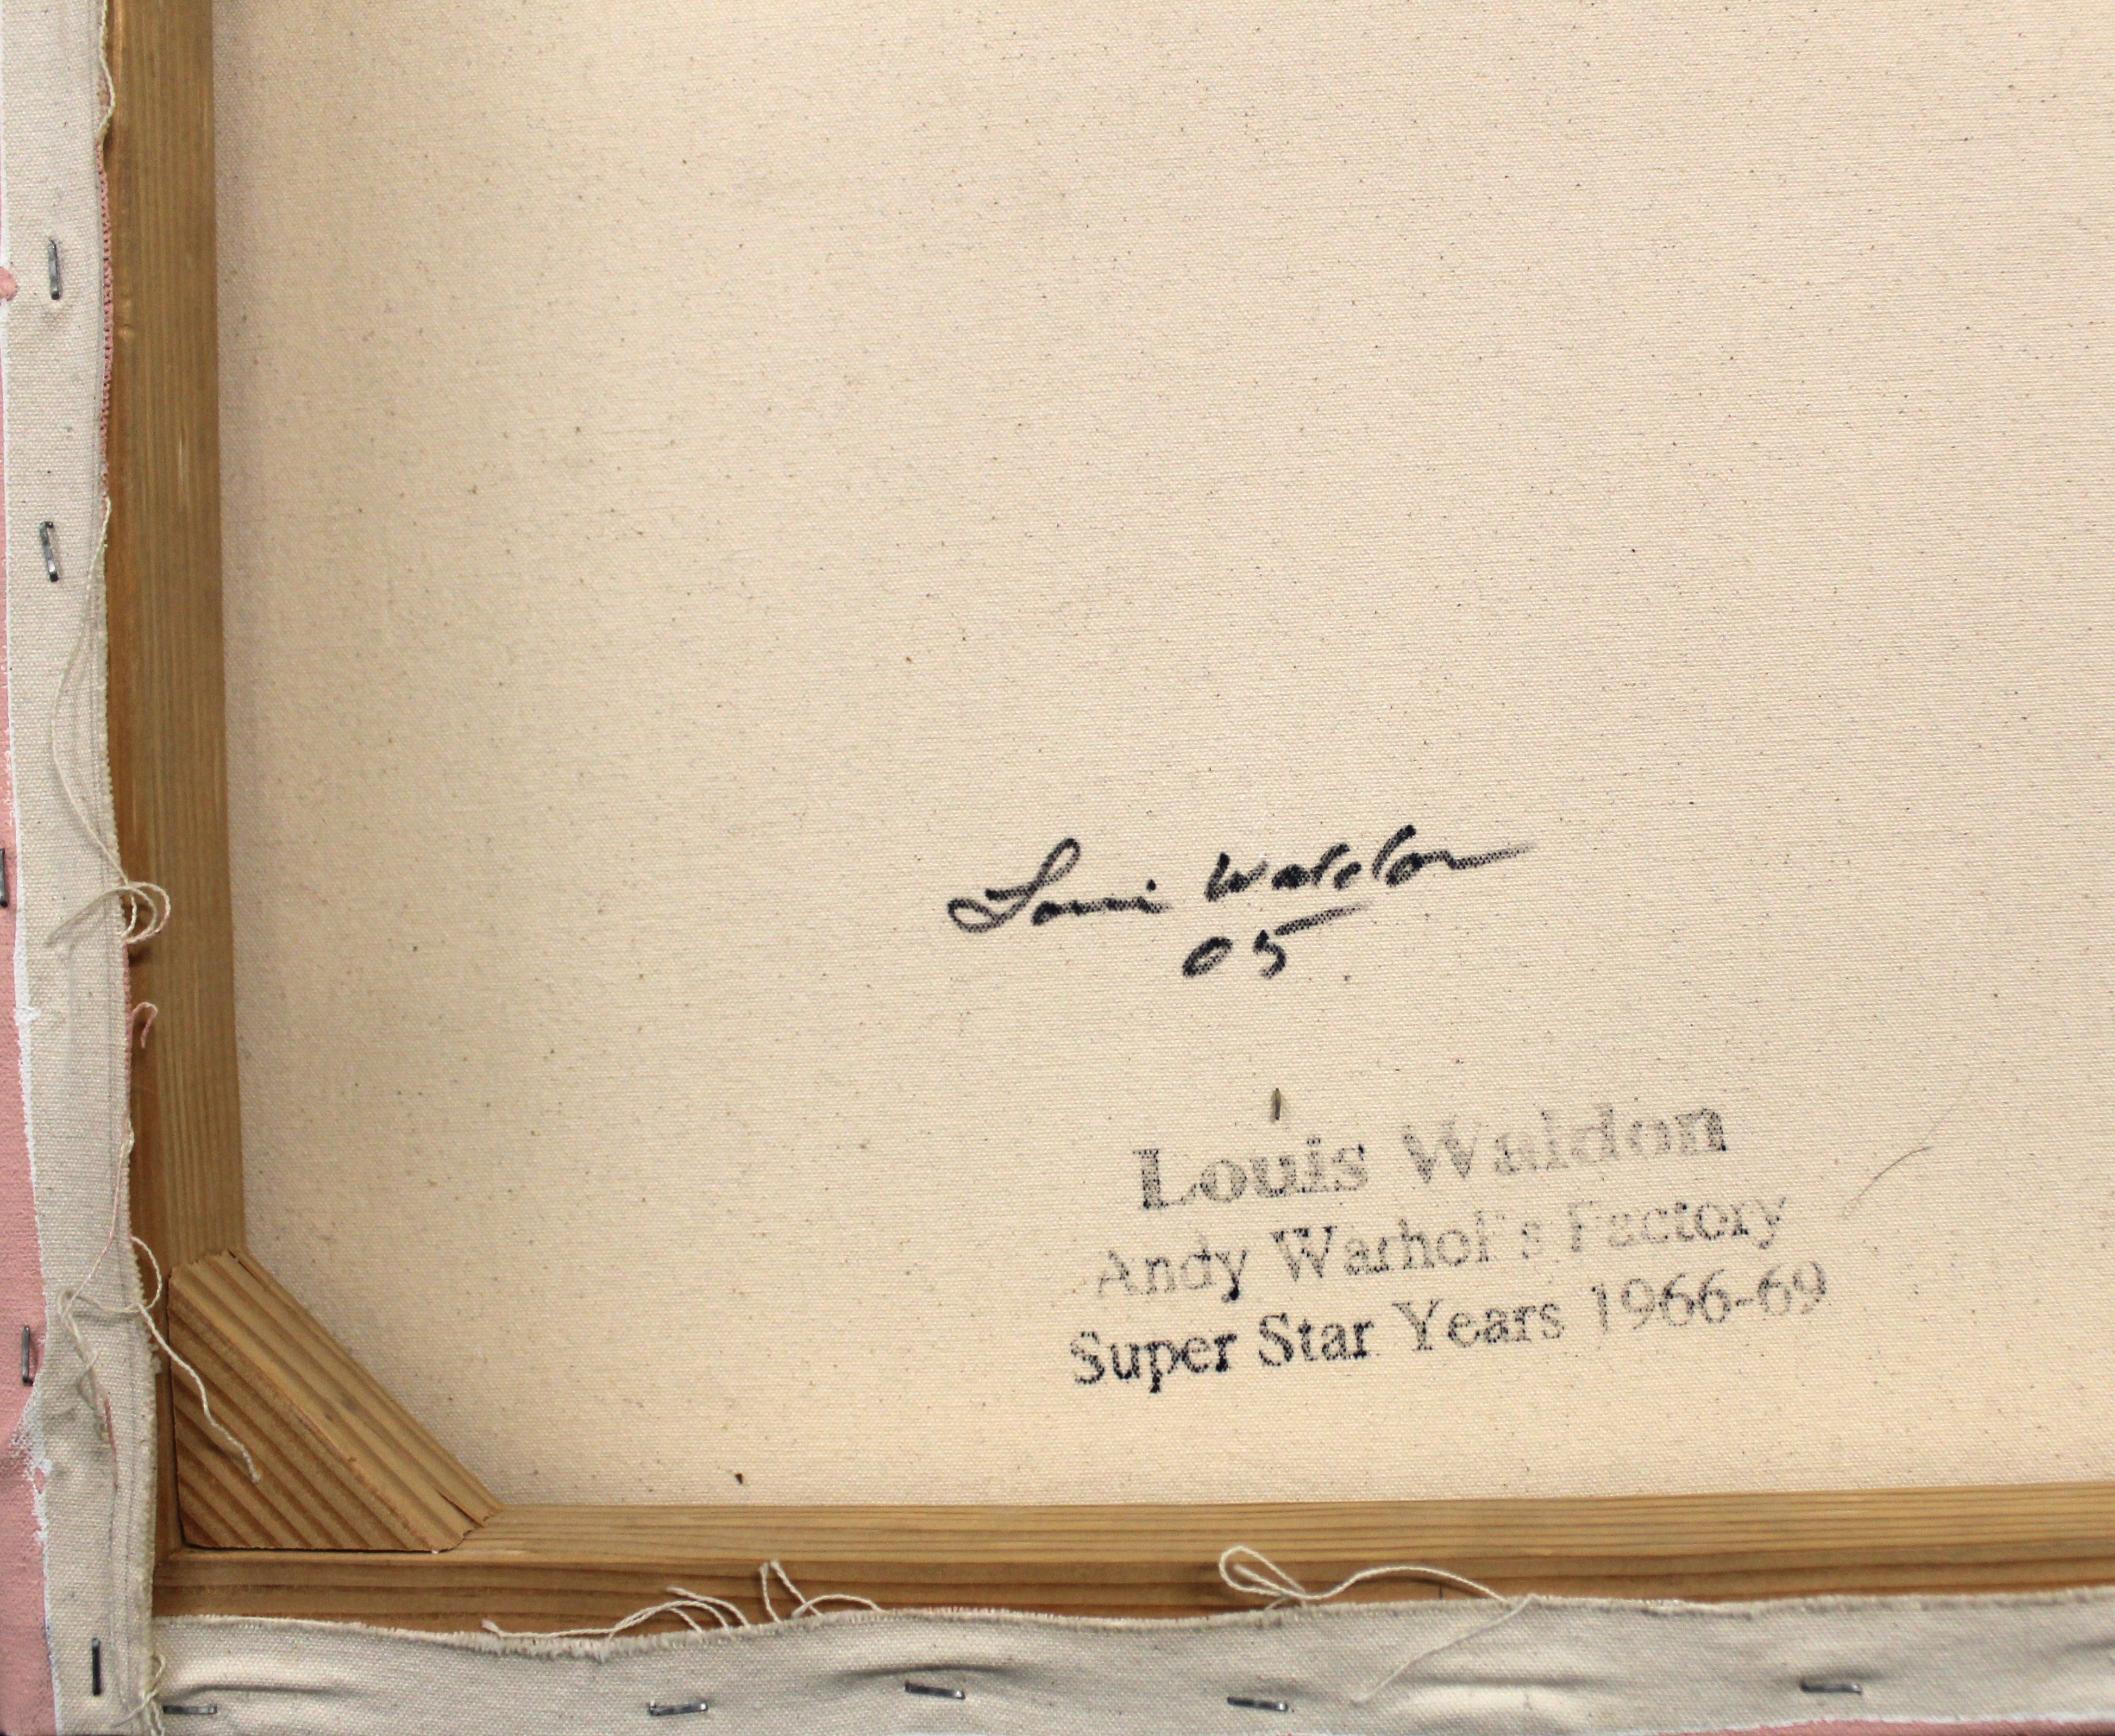 Louis Waldon
05
Louis Waldon
Andy Warhol's Factory
Super Star Years 1966-69